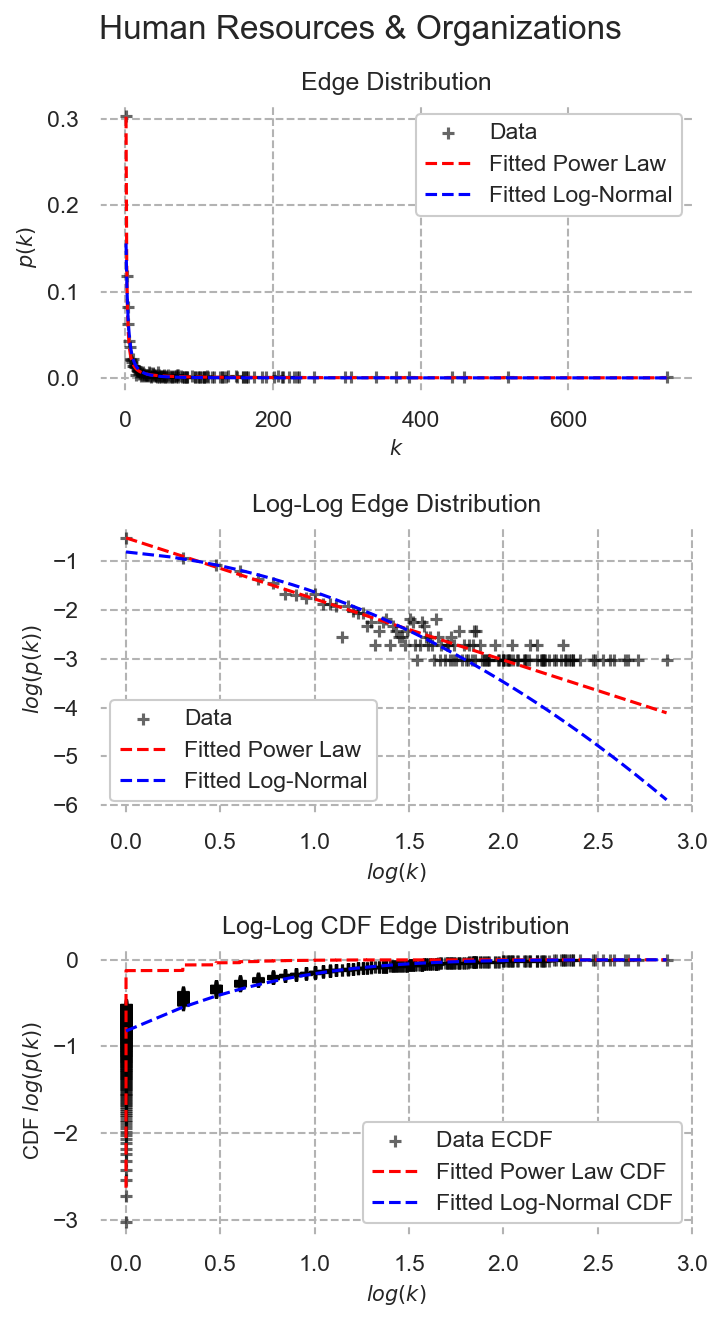 Human Resources & Organizations
Edge Distribution
0.3
0.2
0.1
0.0
p(k)
Data
Fitted Power Law
Fitted Log-Normal
0 200 400 600
k
Log-Log Edge Distribution
−1
−2
−3
−4
−5
−6
log(p(k))
Data
Fitted Power Law
Fitted Log-Normal
0.0 0.5 1.0 1.5 2.0 2.5 3.0
log(k)
Log-Log CDF Edge Distribution
0
−1
−2
−3
CDF log(p(k))
Data ECDF
Fitted Power Law CDF
Fitted Log-Normal CDF
0.0 0.5 1.0 1.5 2.0 2.5 3.0
log(k)